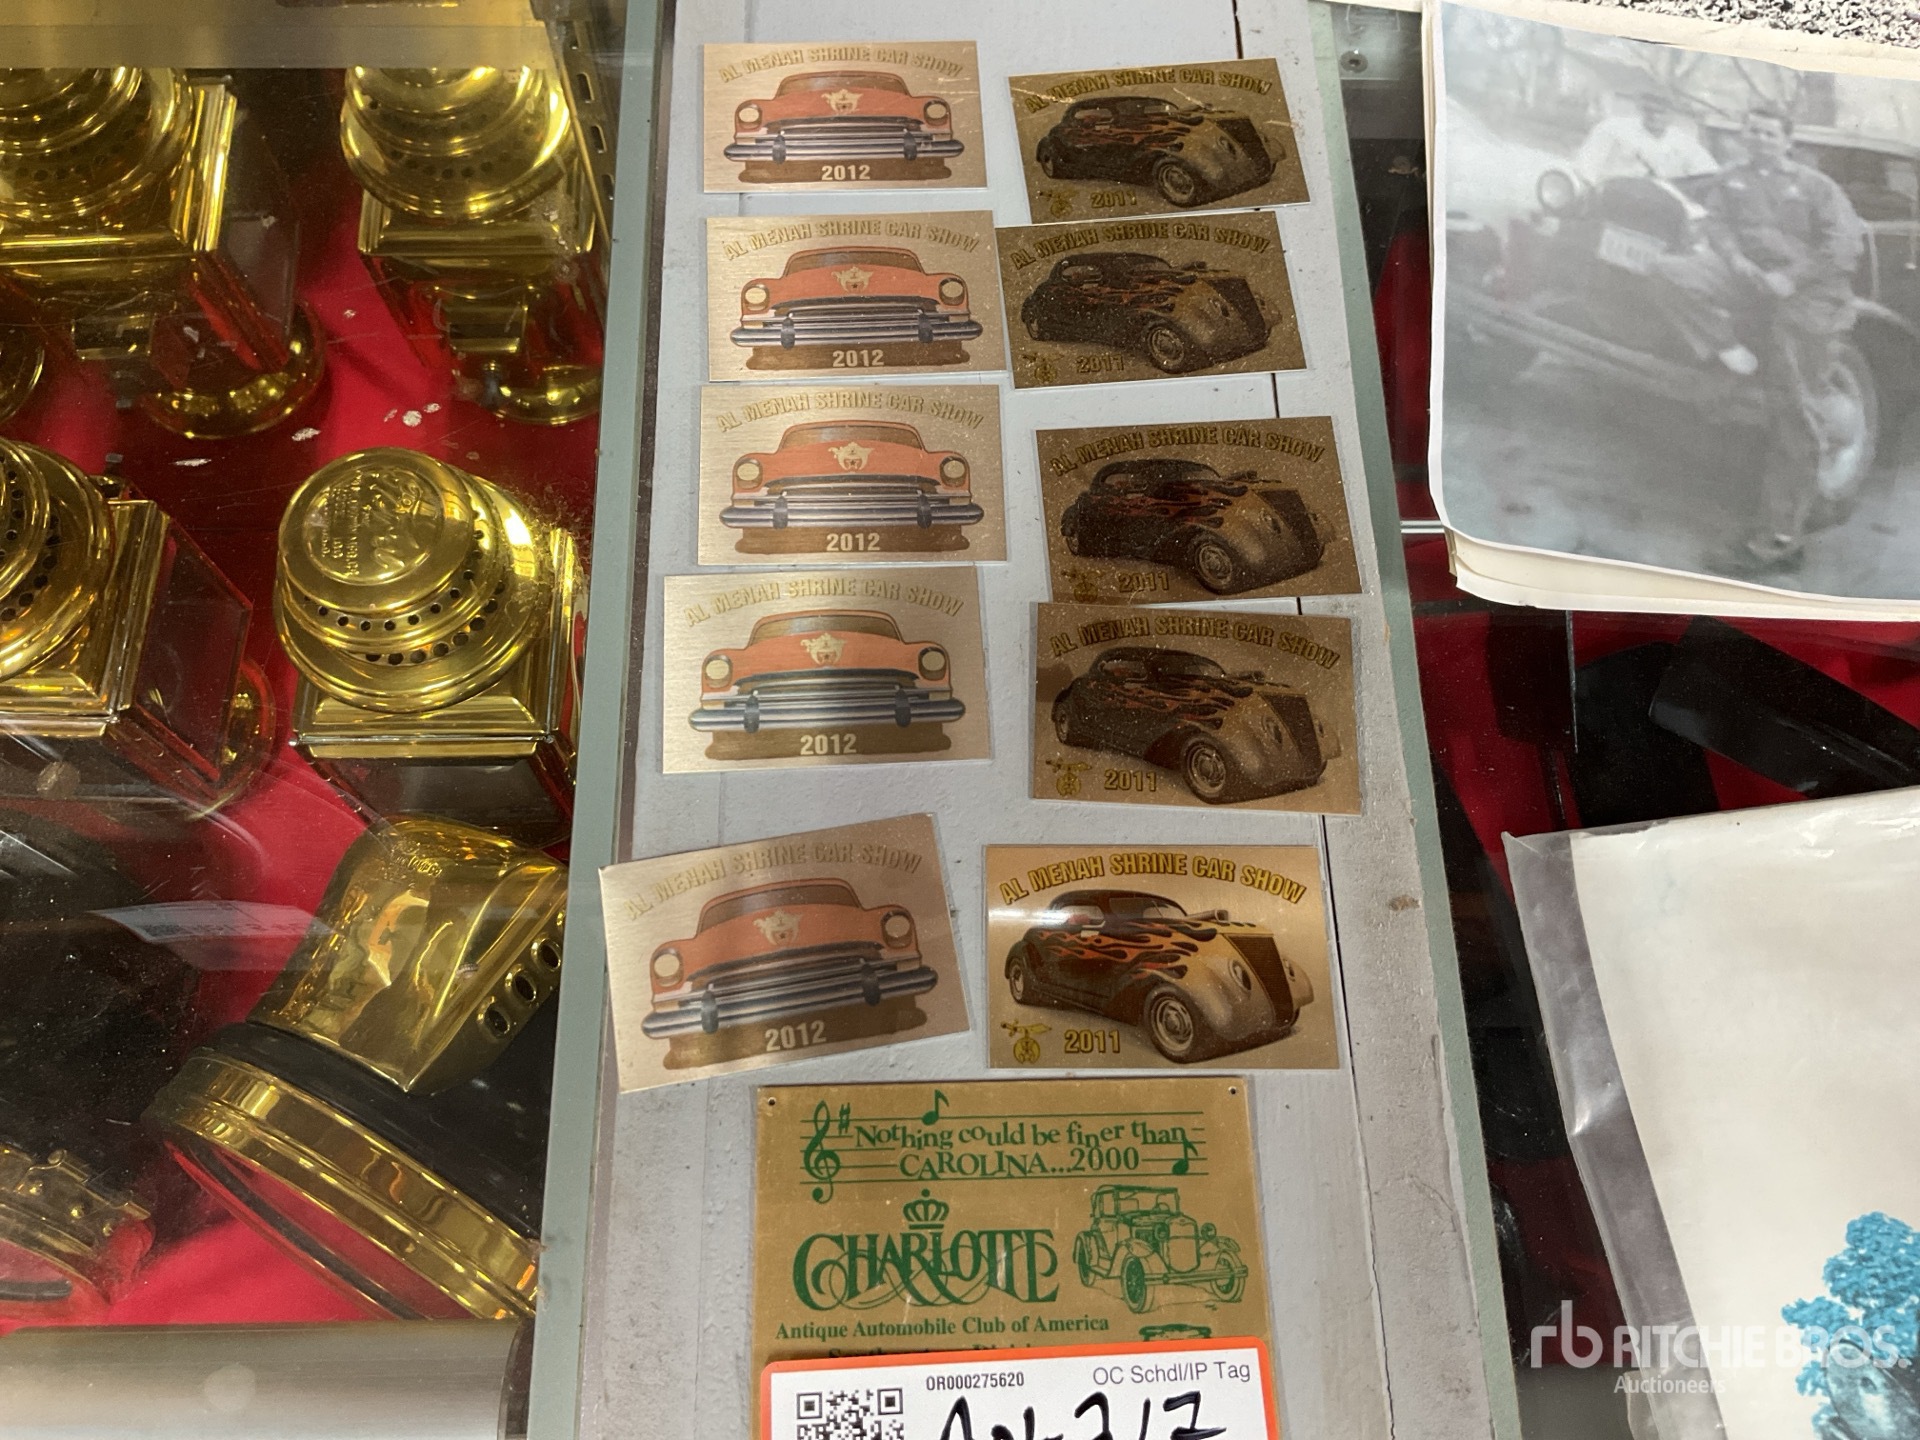 AL MENAH SHRINE CAR SHOW
2012
AL MENAH SHRINE CAR SHOW
2011
AL MENAH SHRINE CAR SHOW
2012
AL MENAH SHRINE CAR SHOW
2011
AL MENAH SHRINE CAR SHOW
2012
AL MENAH SHRINE CAR SHOW
2011
AL MENAH SHRINE CAR SHOW
2012
AL MENAH SHRINE CAR SHOW
2011
AL MENAH SHRINE CAR SHOW
2012
AL MENAH SHRINE CAR SHOW
2011
Nothing could be finer than
CAROLINA...2000
CHARLOTTE
Antique Automobile Club of America
OR000275620
OC Schdl/IP Tag
rb RITCHIE BROS.
Auctioneers